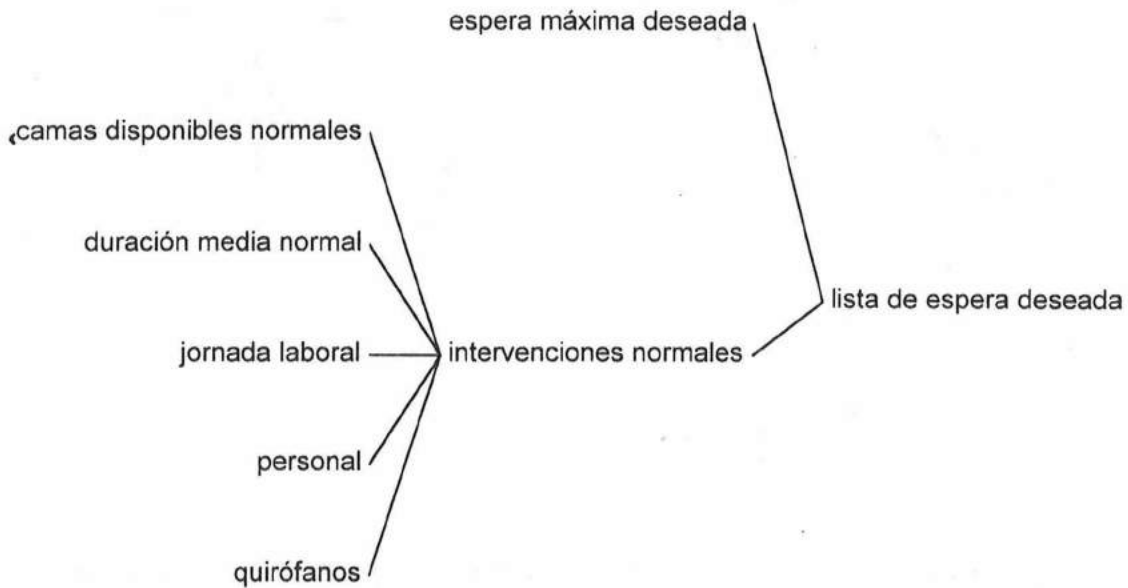 espera máxima deseada
camas disponibles normales
duración media normal
lista de espera deseada
jornada laboral
intervenciones normales
personal
quirófanos